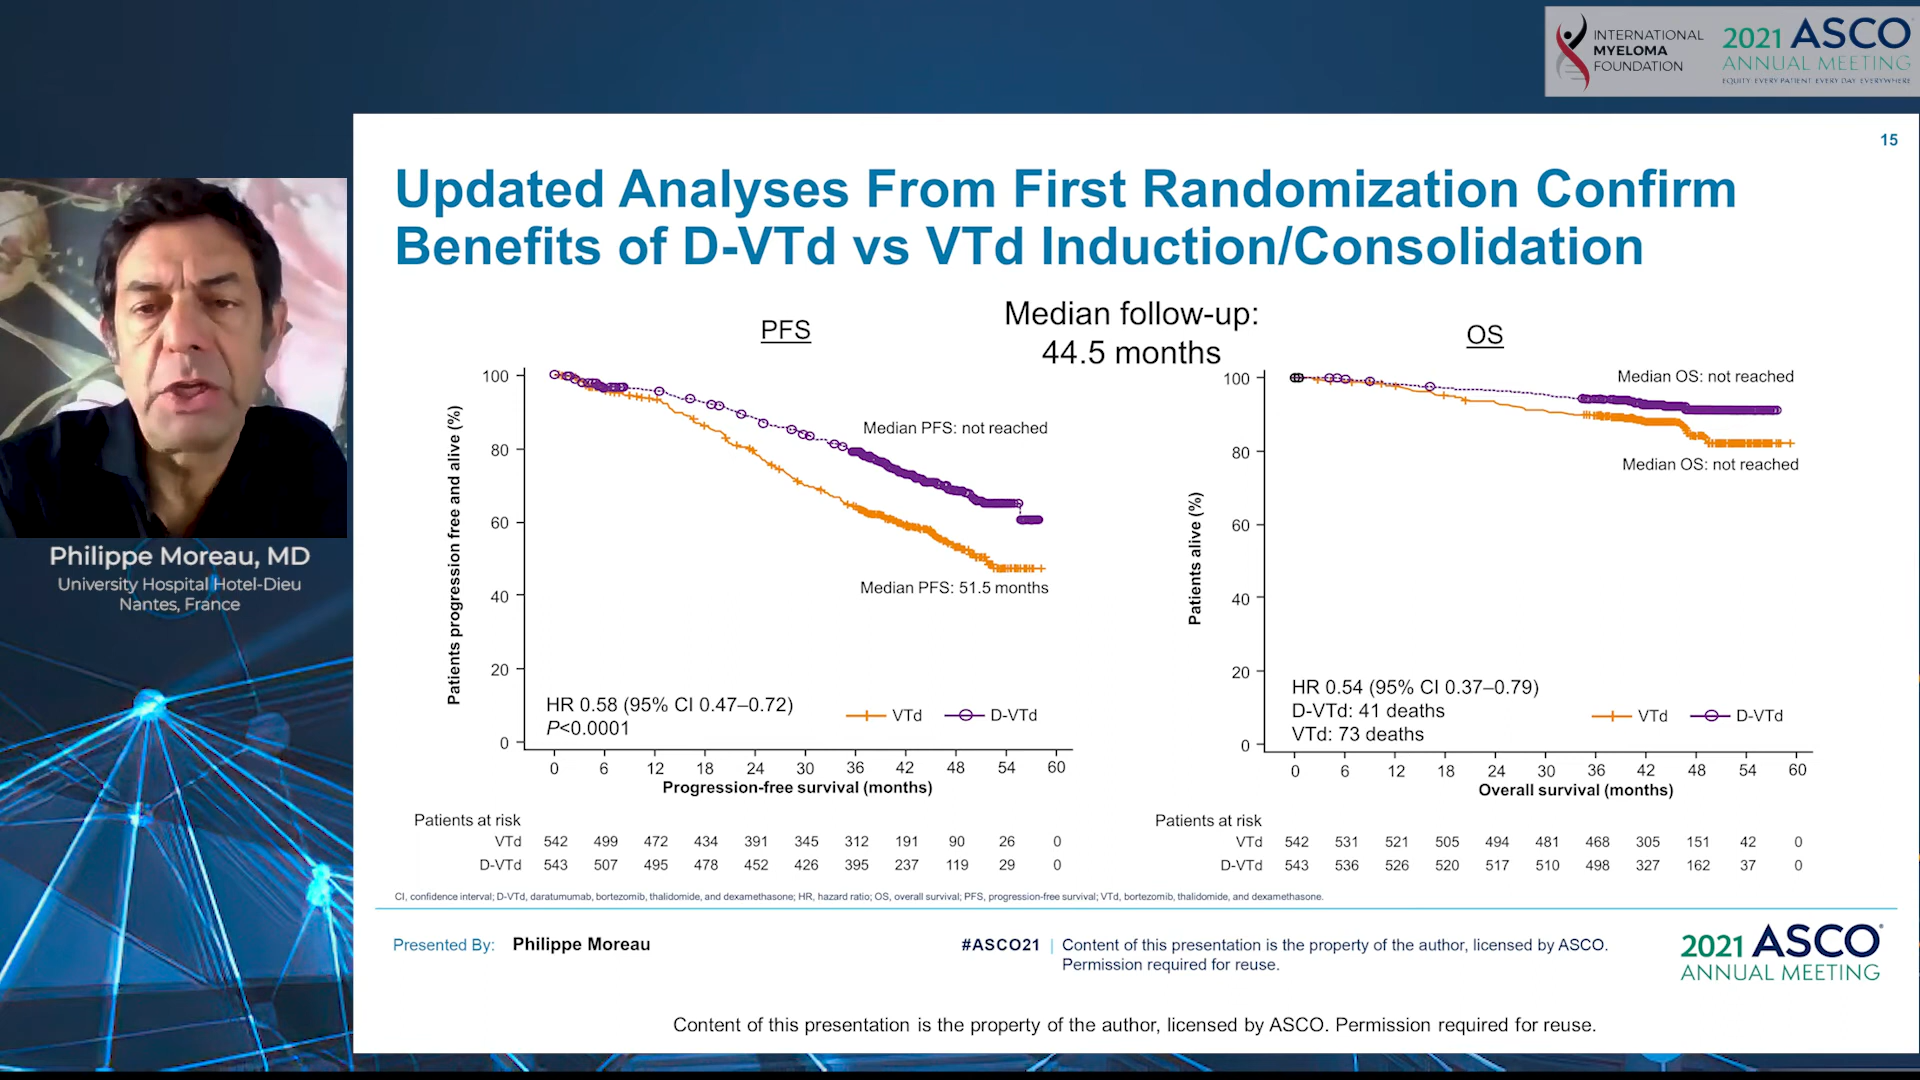 INTERNATIONAL
MYELOMA
FOUNDATION
2021 ASCO
ANNUAL MEETING
EQUITY: EVERY PATIENT. EVERY DAY. EVERYWHERE.
15
Updated Analyses From First Randomization Confirm
Benefits of D-VTd vs VTd Induction/Consolidation
Philippe Moreau, MD
University Hospital Hotel-Dieu
Nantes, France
Median follow-up:
44.5 months
PFS
Patients progression free and alive (%)
100
80
60
40
20
0
Median PFS: not reached
Median PFS: 51.5 months
HR 0.58 (95% CI 0.47–0.72)
P<0.0001
VTd D-VTd
0 6 12 18 24 30 36 42 48 54 60
Progression-free survival (months)
Patients at risk
VTd 542 499 472 434 391 345 312 191 90 26 0
D-VTd 543 507 495 478 452 426 395 237 119 29 0
OS
Patients alive (%)
100
80
60
40
20
0
Median OS: not reached
Median OS: not reached
HR 0.54 (95% CI 0.37–0.79)
D-VTd: 41 deaths
VTd: 73 deaths
VTd D-VTd
0 6 12 18 24 30 36 42 48 54 60
Overall survival (months)
Patients at risk
VTd 542 531 521 505 494 481 468 305 151 42 0
D-VTd 543 536 526 520 517 510 498 327 162 37 0
CI, confidence interval; D-VTd, daratumumab, bortezomib, thalidomide, and dexamethasone; HR, hazard ratio; OS, overall survival; PFS, progression-free survival; VTd, bortezomib, thalidomide, and dexamethasone.
Presented By: Philippe Moreau
#ASCO21 | Content of this presentation is the property of the author, licensed by ASCO.
Permission required for reuse.
2021 ASCO
ANNUAL MEETING
Content of this presentation is the property of the author, licensed by ASCO. Permission required for reuse.